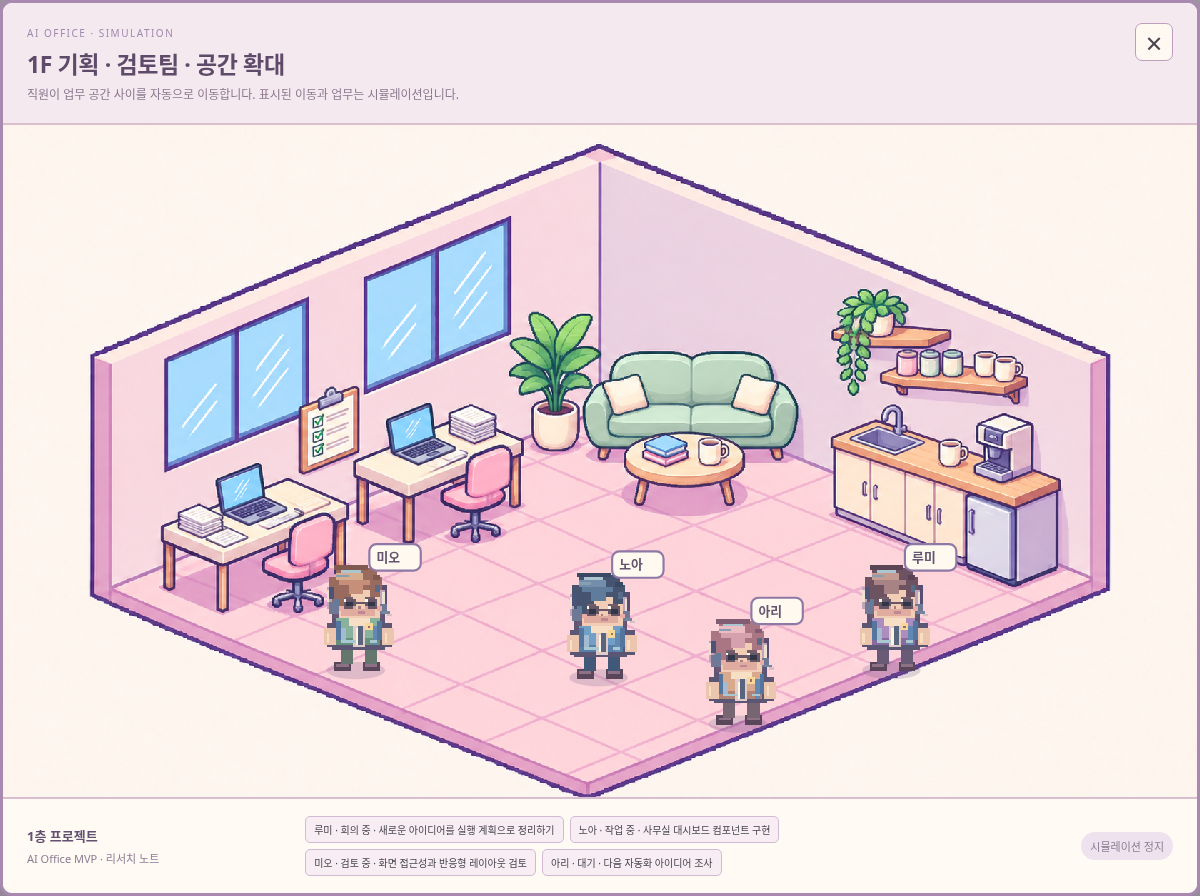 AI OFFICE · SIMULATION
1F 기획 · 검토팀 · 공간 확대
직원이 업무 공간 사이를 자동으로 이동합니다. 표시된 이동과 업무는 시뮬레이션입니다.
×
미오
노아
루미
아리
1층 프로젝트
AI Office MVP · 리서치 노트
루미 · 회의 중 · 새로운 아이디어를 실행 계획으로 정리하기
노아 · 작업 중 · 사무실 대시보드 컴포넌트 구현
미오 · 검토 중 · 화면 접근성과 반응형 레이아웃 검토
아리 · 대기 · 다음 자동화 아이디어 조사
시뮬레이션 정지